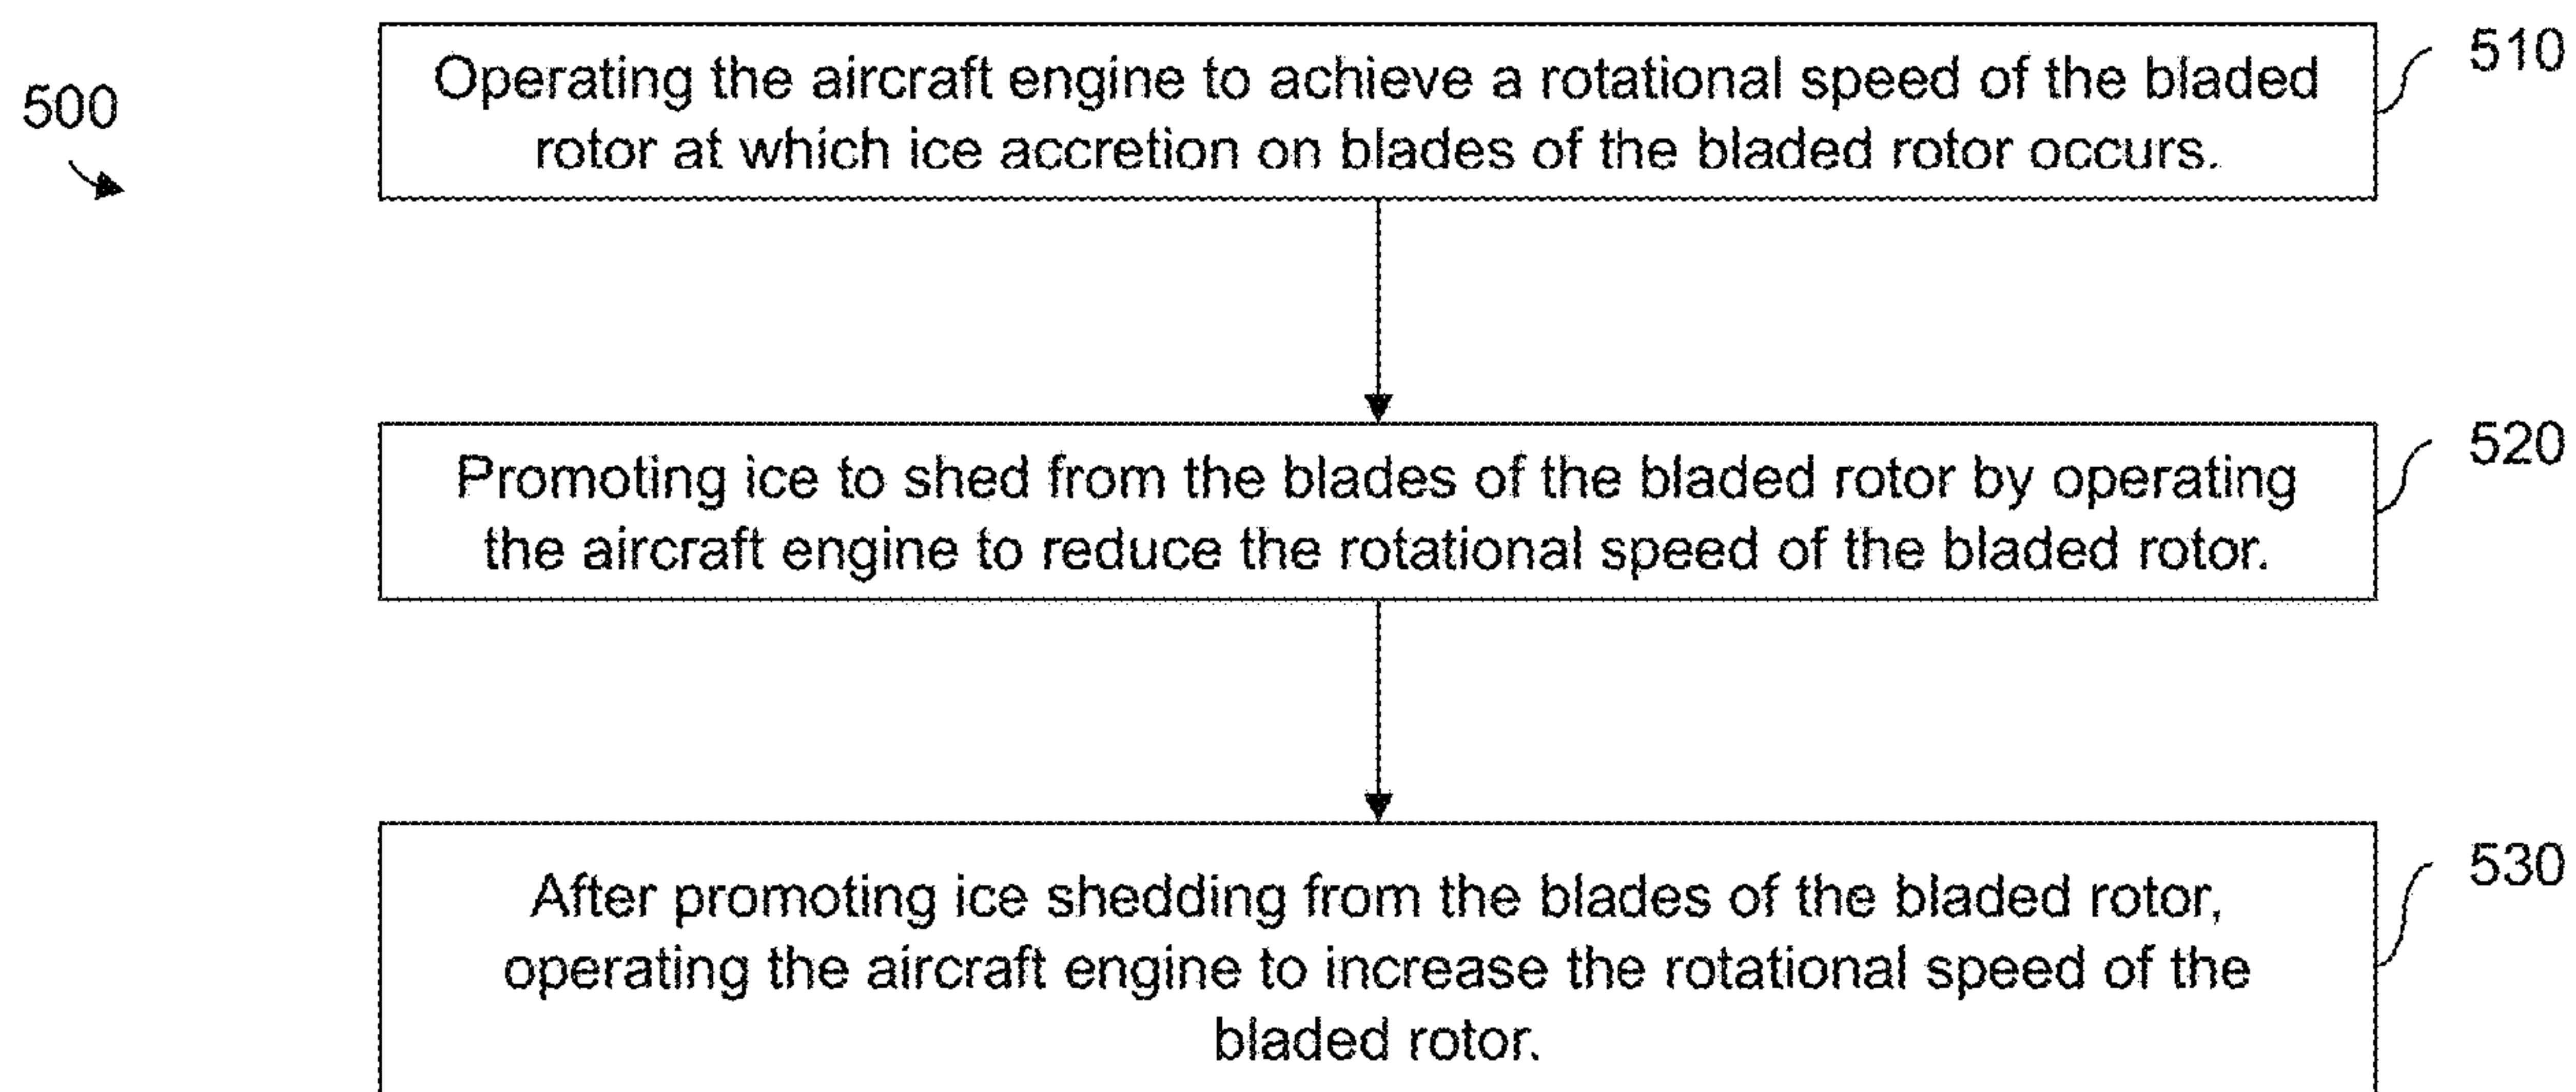 500
Operating the aircraft engine to achieve a rotational speed of the bladed
rotor at which ice accretion on blades of the bladed rotor occurs.
510
Promoting ice to shed from the blades of the bladed rotor by operating
the aircraft engine to reduce the rotational speed of the bladed rotor.
520
After promoting ice shedding from the blades of the bladed rotor,
operating the aircraft engine to increase the rotational speed of the
bladed rotor.
530